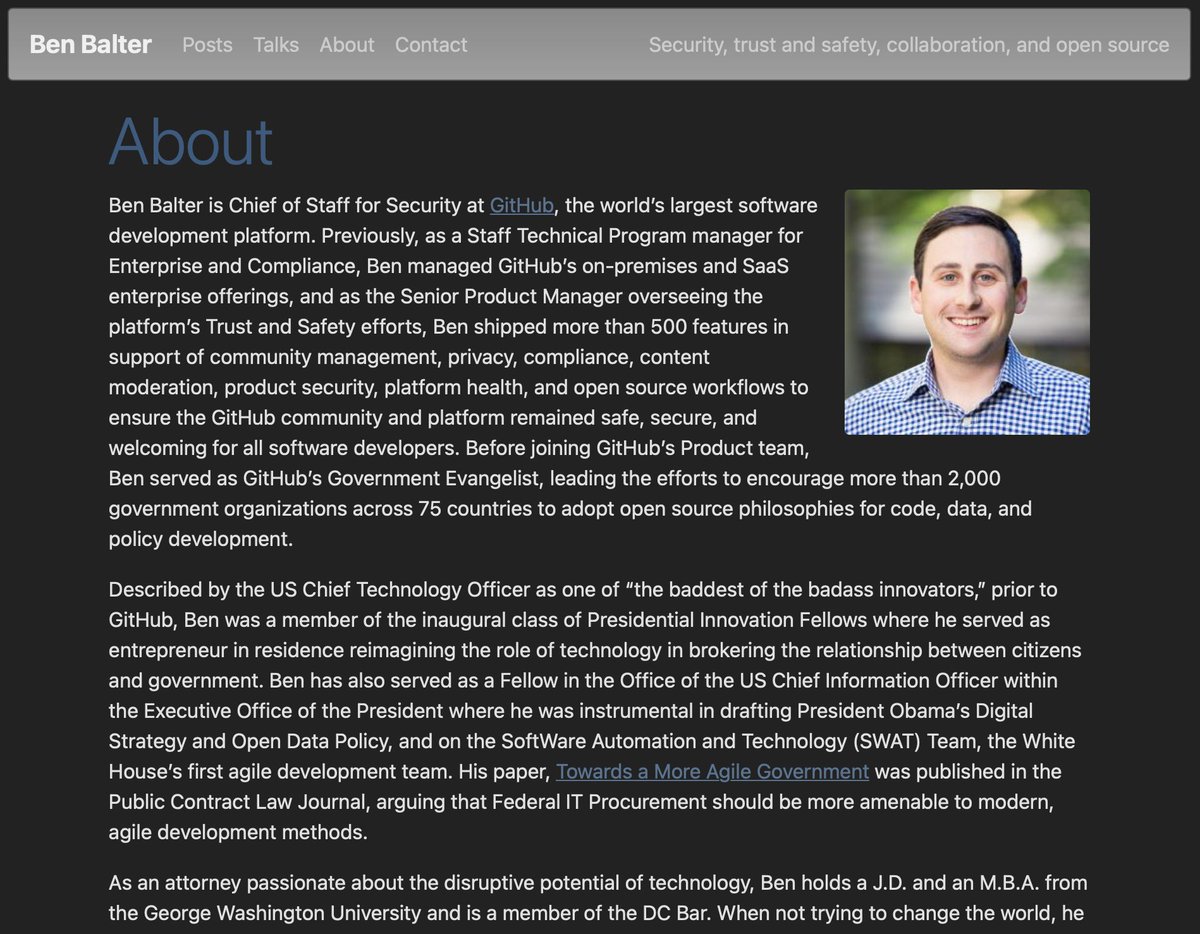 Ben Balter Posts Talks About Contact Security, trust and safety, collaboration, and open source
About
Ben Balter is Chief of Staff for Security at GitHub, the world’s largest software
development platform. Previously, as a Staff Technical Program manager for
Enterprise and Compliance, Ben managed GitHub’s on-premises and SaaS
enterprise offerings, and as the Senior Product Manager overseeing the
platform’s Trust and Safety efforts, Ben shipped more than 500 features in
support of community management, privacy, compliance, content
moderation, product security, platform health, and open source workflows to
ensure the GitHub community and platform remained safe, secure, and
welcoming for all software developers. Before joining GitHub’s Product team,
Ben served as GitHub’s Government Evangelist, leading the efforts to encourage more than 2,000
government organizations across 75 countries to adopt open source philosophies for code, data, and
policy development.
Described by the US Chief Technology Officer as one of “the baddest of the badass innovators,” prior to
GitHub, Ben was a member of the inaugural class of Presidential Innovation Fellows where he served as
entrepreneur in residence reimagining the role of technology in brokering the relationship between citizens
and government. Ben has also served as a Fellow in the Office of the US Chief Information Officer within
the Executive Office of the President where he was instrumental in drafting President Obama’s Digital
Strategy and Open Data Policy, and on the SoftWare Automation and Technology (SWAT) Team, the White
House’s first agile development team. His paper, Towards a More Agile Government was published in the
Public Contract Law Journal, arguing that Federal IT Procurement should be more amenable to modern,
agile development methods.
As an attorney passionate about the disruptive potential of technology, Ben holds a J.D. and an M.B.A. from
the George Washington University and is a member of the DC Bar. When not trying to change the world, he